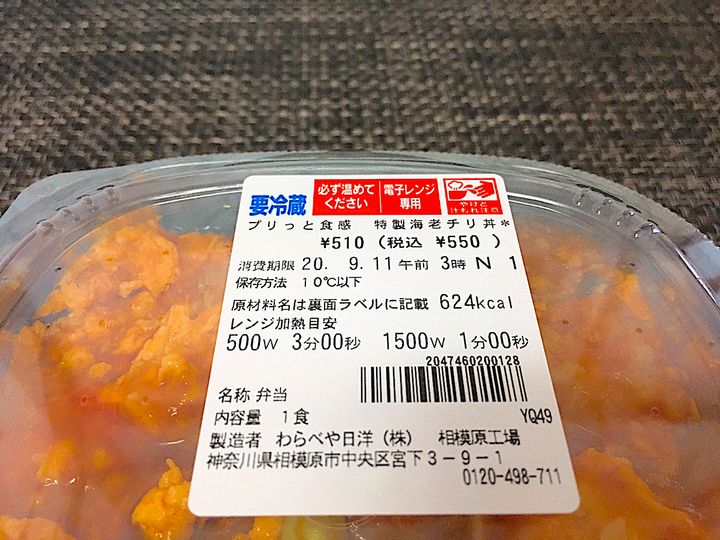 要冷蔵 必ず温めてください 電子レンジ専用 やけど汁もれ注意
プリっと食感 特製海老チリ丼*
¥510(税込 ¥550 )
消費期限 20. 9.11午前 3時 N 1
保存方法 10℃以下
原材料名は裏面ラベルに記載 624kcal
レンジ加熱目安
500W 3分00秒 1500W 1分00秒
2047460200128
名称 弁当
内容量 1食 YQ49
製造者 わらべや日洋(株) 相模原工場
神奈川県相模原市中央区宮下3-9-1
0120-498-711